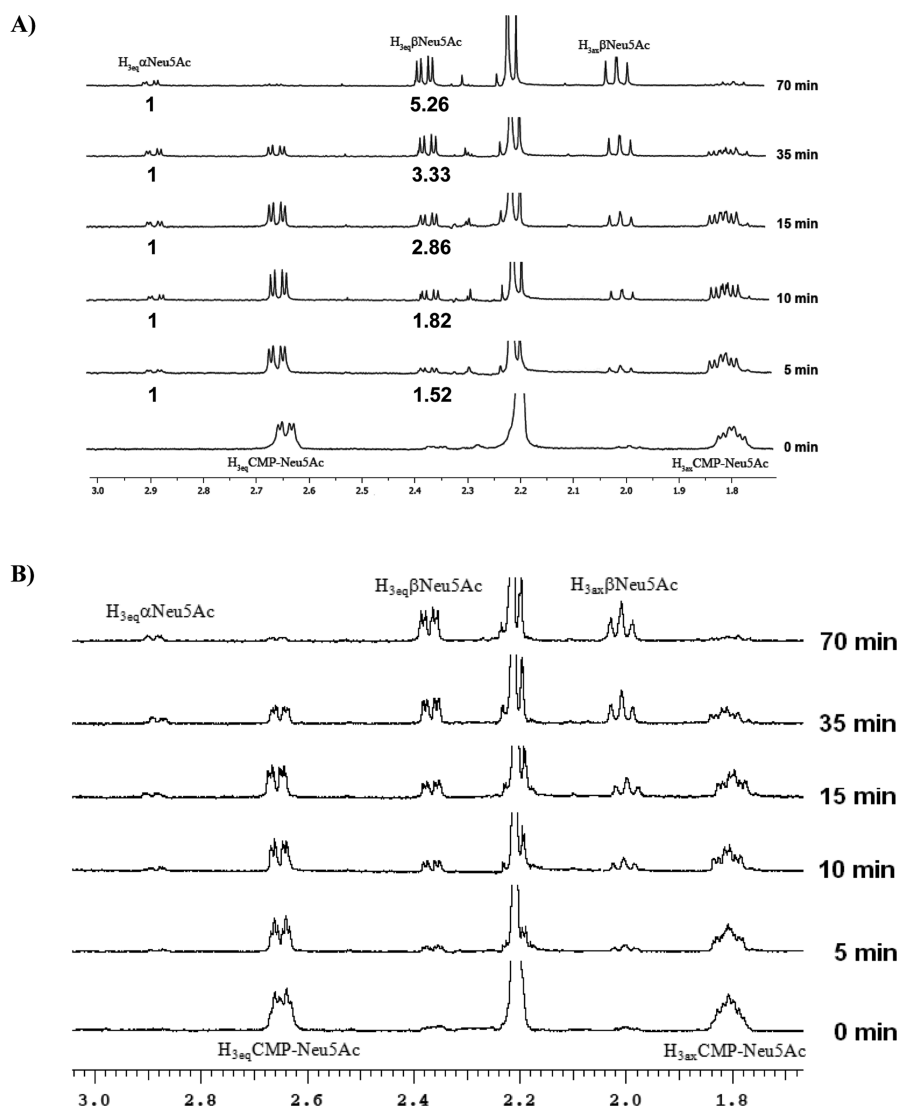 A)
H3eqαNeu5Ac
H3eqβNeu5Ac
H3axβNeu5Ac
70 min
1
5.26
35 min
1
3.33
15 min
1
2.86
10 min
1
1.82
5 min
1
1.52
0 min
H3eqCMP-Neu5Ac
H3axCMP-Neu5Ac
3.0 2.9 2.8 2.7 2.6 2.5 2.4 2.3 2.2 2.1 2.0 1.9 1.8
B)
H3eqαNeu5Ac
H3eqβNeu5Ac
H3axβNeu5Ac
70 min
35 min
15 min
10 min
5 min
0 min
H3eqCMP-Neu5Ac
H3axCMP-Neu5Ac
3.0 2.8 2.6 2.4 2.2 2.0 1.8